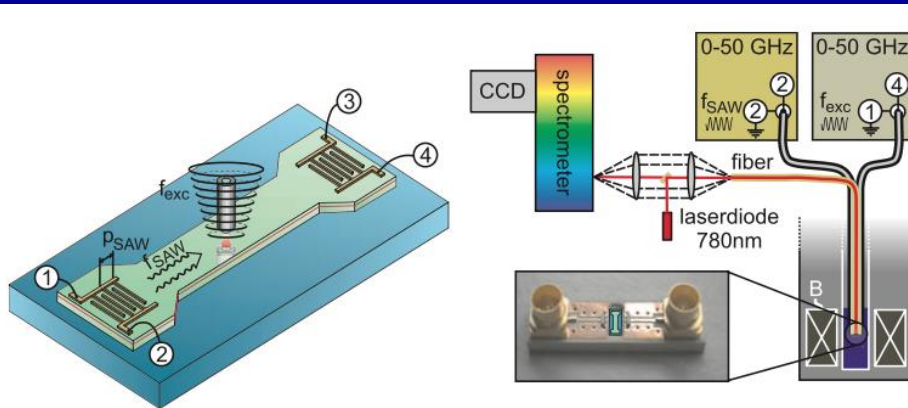 ③
④
f_exc
p_SAW
f_SAW
①
②
CCD
spectrometer
fiber
laserdiode
780nm
0-50 GHz
②
f_SAW ②
0-50 GHz
④
f_exc ①
B